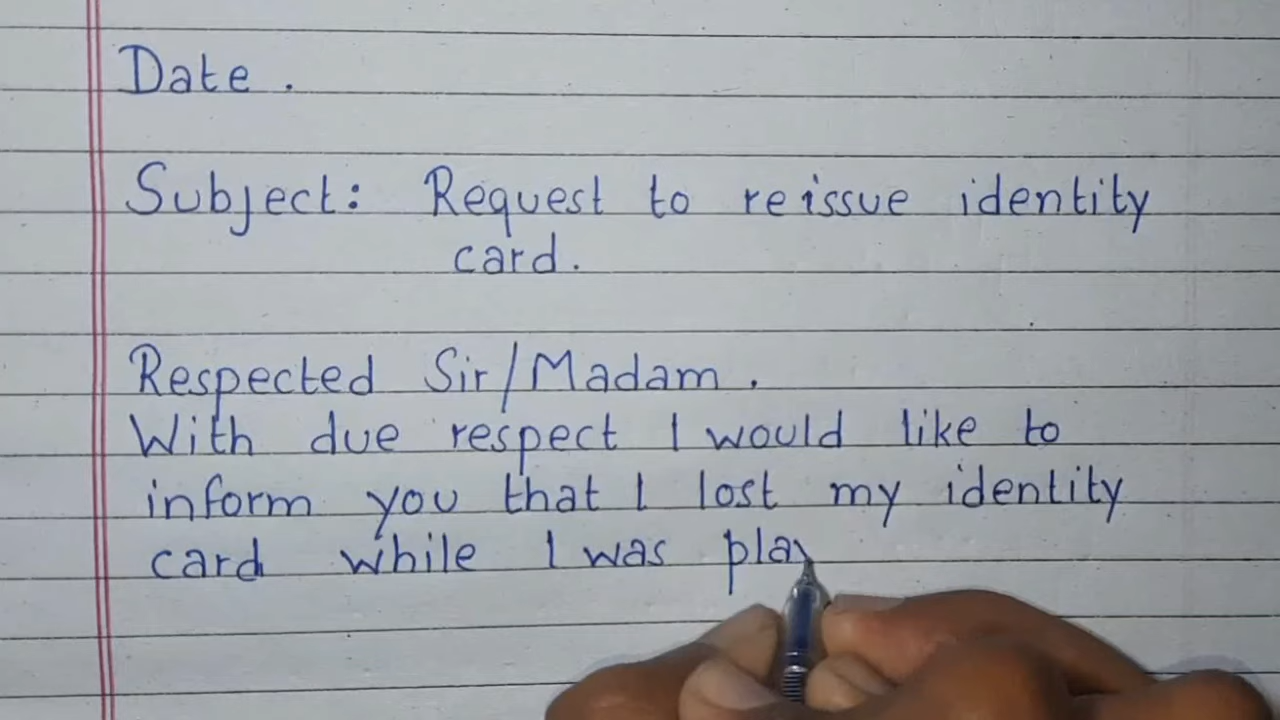 Date .
Subject: Request to reissue identity
card.
Respected Sir/Madam .
With due respect I would like to
inform you that I lost my identity
card while I was play